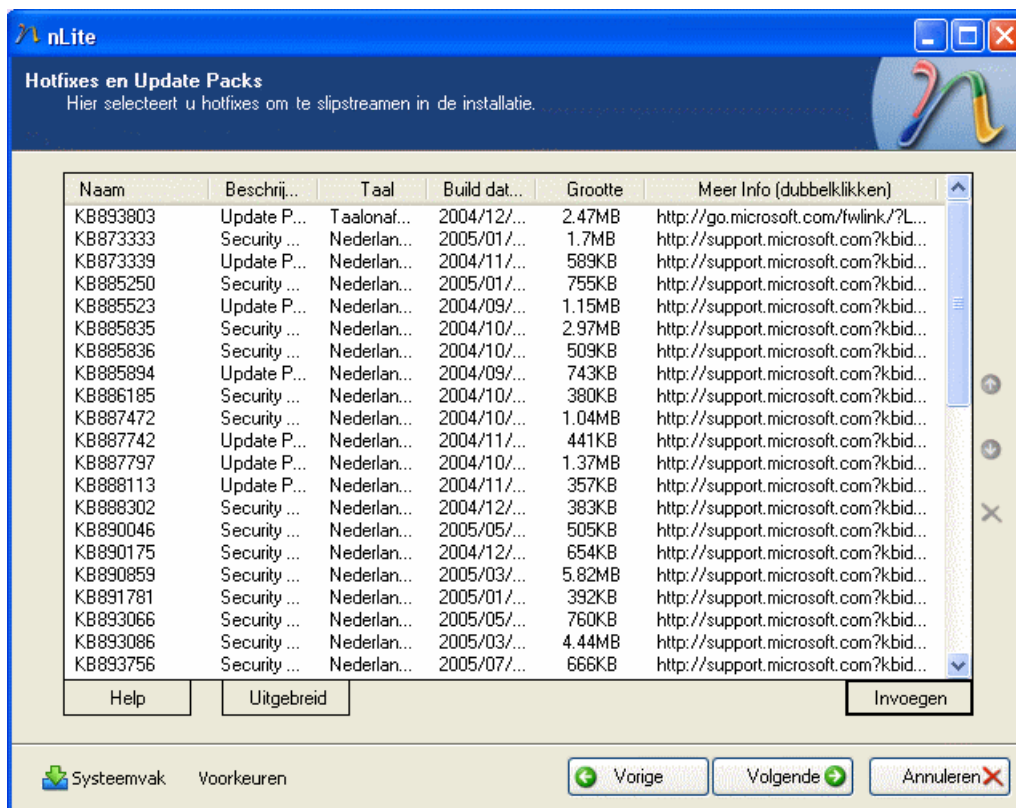 nLite
Hotfixes en Update Packs
Hier selecteert u hotfixes om te slipstreamen in de installatie.
Naam Beschrij... Taal Build dat... Grootte Meer Info (dubbelklikken)
KB893803 Update P... Taalonaf... 2004/12/... 2.47MB http://go.microsoft.com/fwlink/?L...
KB873333 Security ... Nederlan... 2005/01/... 1.7MB http://support.microsoft.com?kbid...
KB873339 Update P... Nederlan... 2004/11/... 589KB http://support.microsoft.com?kbid...
KB885250 Security ... Nederlan... 2005/01/... 755KB http://support.microsoft.com?kbid...
KB885523 Update P... Nederlan... 2004/09/... 1.15MB http://support.microsoft.com?kbid...
KB885835 Security ... Nederlan... 2004/10/... 2.97MB http://support.microsoft.com?kbid...
KB885836 Security ... Nederlan... 2004/10/... 509KB http://support.microsoft.com?kbid...
KB885894 Update P... Nederlan... 2004/09/... 743KB http://support.microsoft.com?kbid...
KB886185 Security ... Nederlan... 2004/10/... 380KB http://support.microsoft.com?kbid...
KB887472 Security ... Nederlan... 2004/10/... 1.04MB http://support.microsoft.com?kbid...
KB887742 Update P... Nederlan... 2004/11/... 441KB http://support.microsoft.com?kbid...
KB887797 Update P... Nederlan... 2004/10/... 1.37MB http://support.microsoft.com?kbid...
KB888113 Update P... Nederlan... 2004/11/... 357KB http://support.microsoft.com?kbid...
KB888302 Security ... Nederlan... 2004/12/... 383KB http://support.microsoft.com?kbid...
KB890046 Security ... Nederlan... 2005/05/... 505KB http://support.microsoft.com?kbid...
KB890175 Security ... Nederlan... 2004/12/... 654KB http://support.microsoft.com?kbid...
KB890859 Security ... Nederlan... 2005/03/... 5.82MB http://support.microsoft.com?kbid...
KB891781 Security ... Nederlan... 2005/01/... 392KB http://support.microsoft.com?kbid...
KB893066 Security ... Nederlan... 2005/05/... 760KB http://support.microsoft.com?kbid...
KB893086 Security ... Nederlan... 2005/03/... 4.44MB http://support.microsoft.com?kbid...
KB893756 Security ... Nederlan... 2005/07/... 666KB http://support.microsoft.com?kbid...
Help Uitgebreid Invoegen
Systeemvak Voorkeuren Vorige Volgende Annuleren